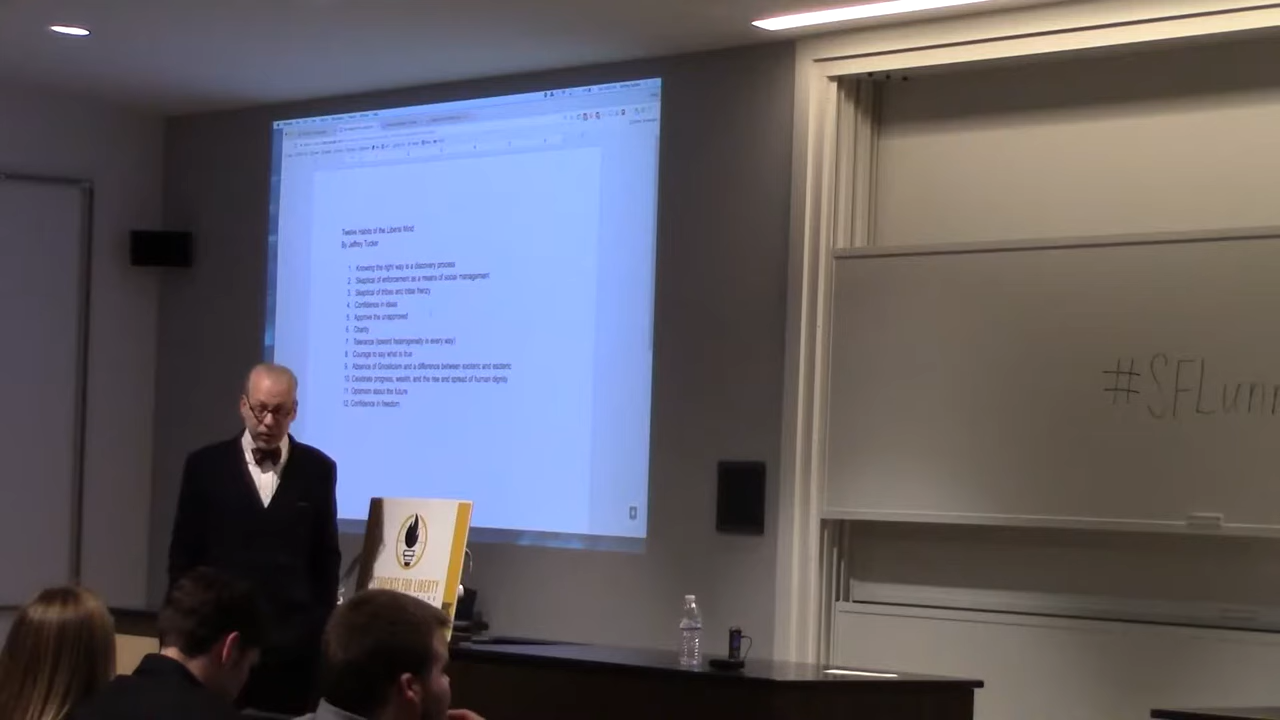 Twelve Habits of the Liberal Mind
By Jeffrey Tucker
1. Knowing the right way is a discovery process
2. Skeptical of enforcement as a means of social management
3. Skeptical of tribes and tribal frenzy
4. Confidence in ideas
5. Approve the unapproved
6. Charity
7. Tolerance (toward heterogeneity in every way)
8. Courage to say what is true
9. Absence of Gnosticism and a difference between exoteric and esoteric
10. Celebrate progress, wealth, and the rise and spread of human dignity
11. Optimism about the future
12. Confidence in freedom.
#SFLunr
STUDENTS FOR LIBERTY